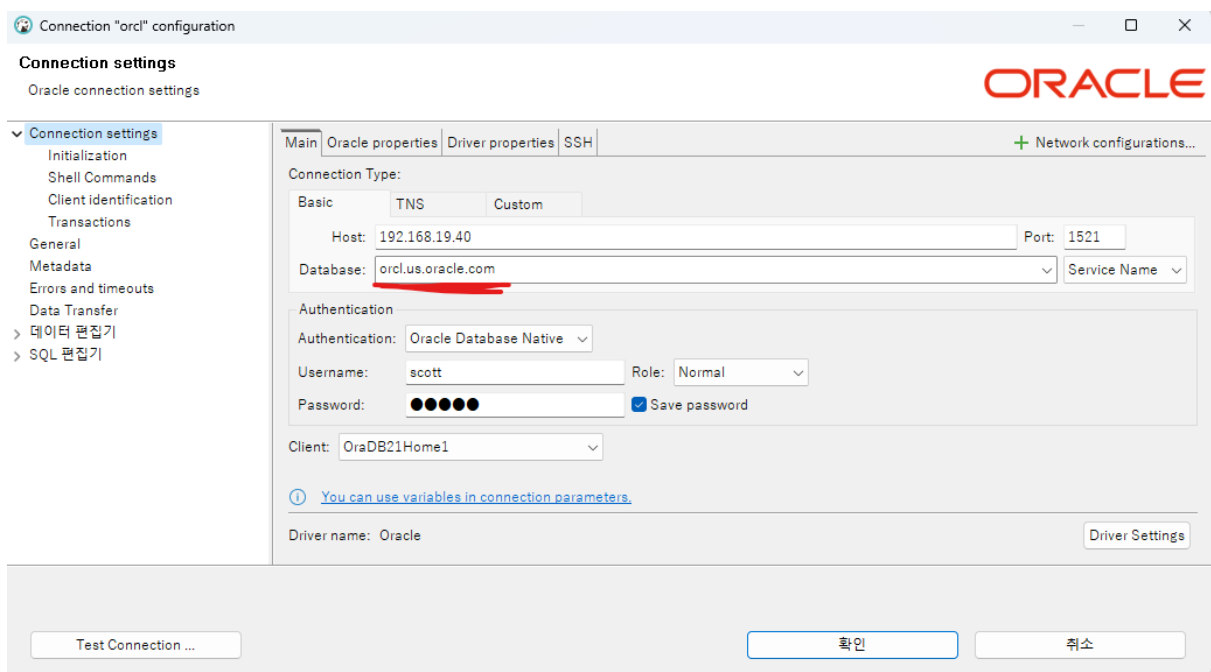 Connection "orcl" configuration
Connection settings
Oracle connection settings
ORACLE
Connection settings
Initialization
Shell Commands
Client identification
Transactions
General
Metadata
Errors and timeouts
Data Transfer
데이터 편집기
SQL 편집기
Main Oracle properties Driver properties SSH
Network configurations...
Connection Type:
Basic TNS Custom
Host: 192.168.19.40 Port: 1521
Database: orcl.us.oracle.com Service Name
Authentication
Authentication: Oracle Database Native
Username: scott Role: Normal
Password: ●●●●● Save password
Client: OraDB21Home1
You can use variables in connection parameters.
Driver name: Oracle Driver Settings
Test Connection ... 확인 취소